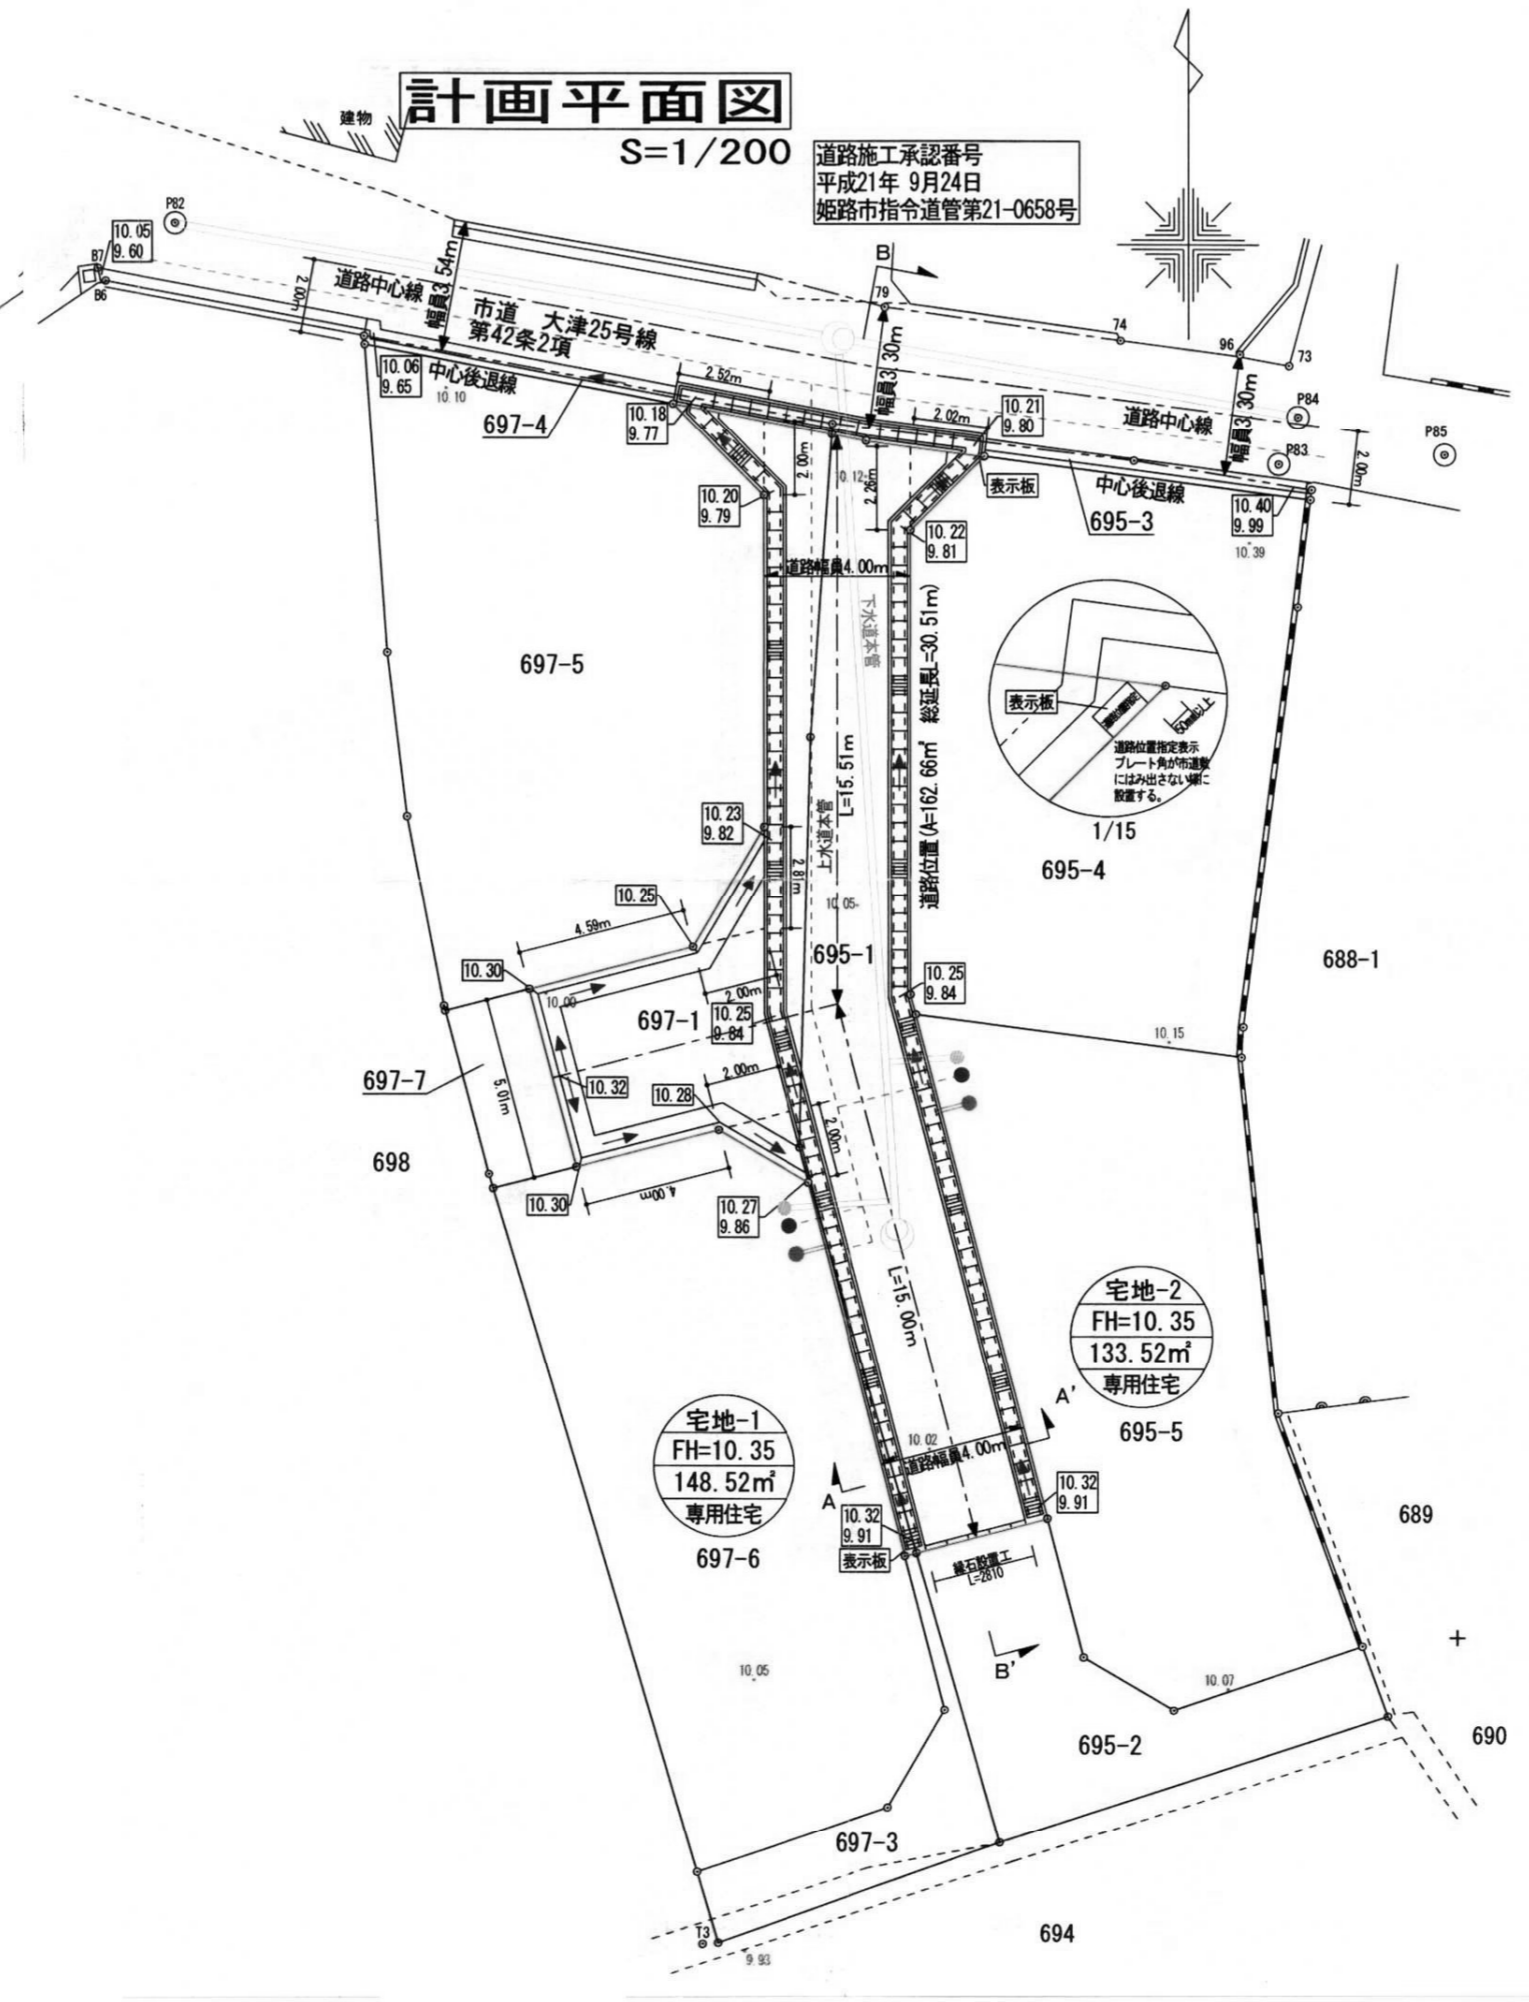 計画平面図
S=1/200
建物
道路施工承認番号
平成21年 9月24日
姫路市指令道管第21-0658号
P82
10.05
9.60
B7
B6
2.00m
道路中心線
幅員3.54m
市道 大津25号線
第42条2項
中心後退線
10.06
9.65
10.10
697-4
2.52m
10.18
9.77
B
79
幅員3.30m
74
96
73
2.02m
10.21
9.80
道路中心線
幅員3.30m
P84
P83
P85
2.00m
中心後退線
695-3
10.40
9.99
10.39
表示板
2.00m
10.12
2.26m
10.20
9.79
10.22
9.81
道路幅員4.00m
下水道本管
道路位置(A=162.66㎡ 総延長L=30.51m)
697-5
表示板
50mm以上
道路位置指定表示
プレート角が市道敷
にはみ出さない様に
設置する。
1/15
695-4
L=15.51m
上水道本管
10.23
9.82
2.81m
10.05
10.25
4.59m
695-1
688-1
10.30
10.00
10.25
9.84
2.00m
697-1
10.25
9.84
10.15
697-7
5.01m
10.32
10.28
2.00m
2.00m
698
10.30
4.00m
10.27
9.86
L=15.00m
宅地-2
FH=10.35
133.52㎡
専用住宅
695-5
宅地-1
FH=10.35
148.52㎡
専用住宅
697-6
A'
A
10.02
道路幅員4.00m
10.32
9.91
10.32
9.91
表示板
縁石設置工
L=2810
689
B'
10.05
10.07
695-2
690
697-3
T3
9.93
694